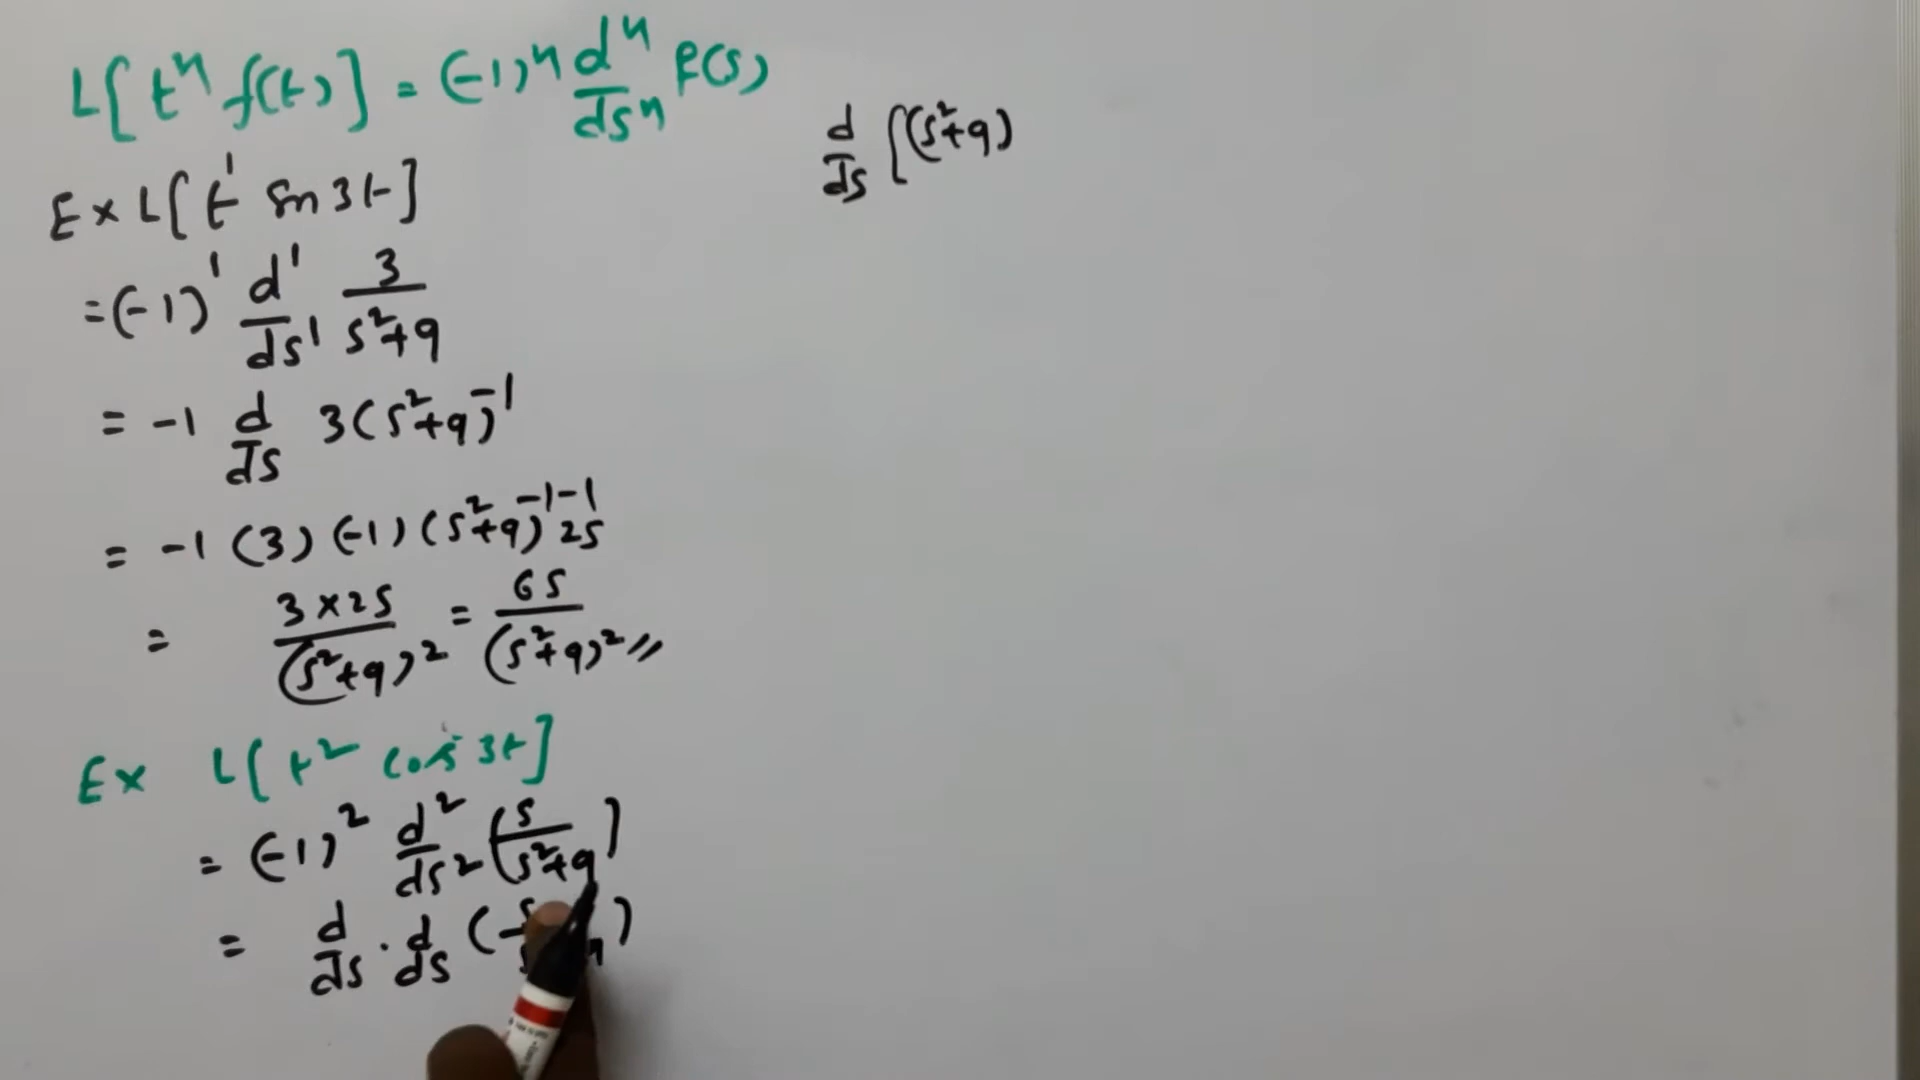 L[tⁿ f(t)] = (-1)ⁿ dⁿ/dsⁿ F(s)
Ex L[t¹ sin 3t]
= (-1)¹ d¹/ds¹ 3/s²+9
= -1 d/ds 3(s²+9)⁻¹
= -1 (3) (-1) (s²+9)⁻¹⁻¹ 2s
= 3×2s/(s²+9)² = 6s/(s²+9)² //
Ex L[t² cos 3t]
= (-1)² d²/ds² (s/s²+9)
= d/ds · d/ds ( )
d/ds [(s²+9)